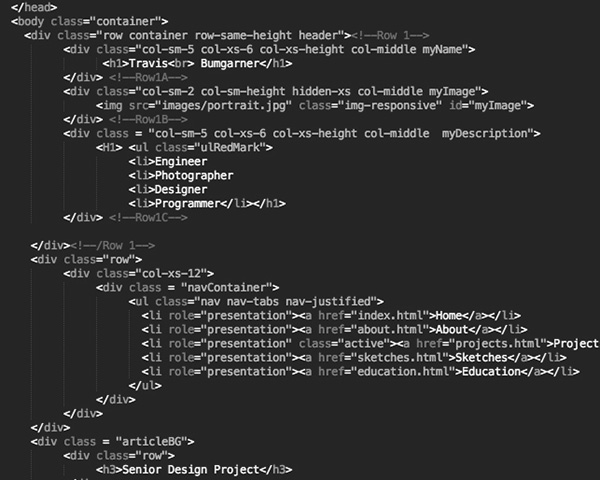 </head>
<body class="container">
<div class="row container row-same-height header"><!--Row 1-->
<div class="col-sm-5 col-xs-6 col-xs-height col-middle myName">
<h1>Travis<br> Bumgarner</h1>
</div> <!--Row1A-->
<div class="col-sm-2 col-sm-height hidden-xs col-middle myImage">
<img src="images/portrait.jpg" class="img-responsive" id="myImage">
</div> <!--Row1B-->
<div class = "col-sm-5 col-xs-6 col-xs-height col-middle  myDescription">
<H1> <ul class="ulRedMark">
<li>Engineer
<li>Photographer
<li>Designer
<li>Programmer</li></h1>
</div> <!--Row1C-->
</div><!--/Row 1-->
<div class="row">
<div class="col-xs-12">
<div class = "navContainer">
<ul class="nav nav-tabs nav-justified">
<li role="presentation"><a href="index.html">Home</a></li>
<li role="presentation"><a href="about.html">About</a></li>
<li role="presentation" class="active"><a href="projects.html">Project
<li role="presentation"><a href="sketches.html">Sketches</a></li>
<li role="presentation"><a href="education.html">Education</a></li>
</ul>
</div>
</div>
</div>
<div class = "articleBG">
<div class="row">
<h3>Senior Design Project</h3>